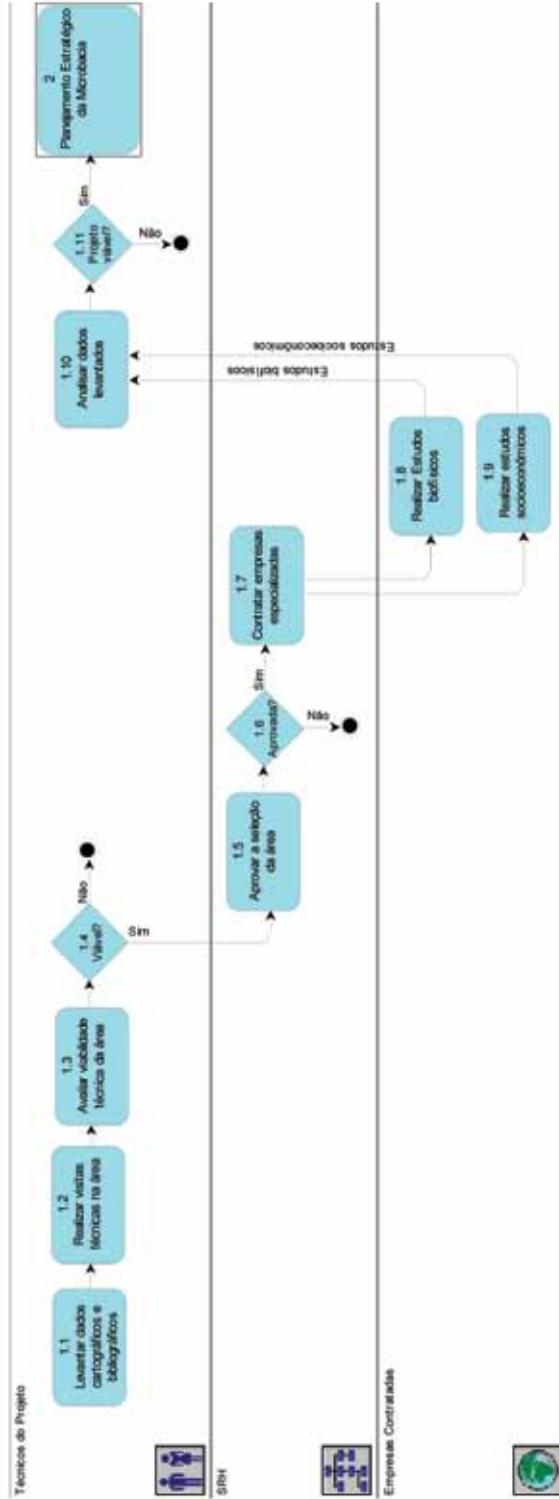 Técnicos do Projeto
1.1
Levantar dados
cartográficos e
bibliográficos
1.2
Realizar visitas
técnicas na área
1.3
Avaliar viabilidade
técnica da área
1.4
Viável?
Não
Sim
1.10
Analisar dados
levantados
1.11
Projeto
viável?
Não
Sim
2
Planejamento Estratégico
da Microbacia
SRH
1.5
Aprovar a seleção
da área
1.6
Aprovada?
Não
Sim
1.7
Contratar empresas
especializadas
Estudos biofísicos
Estudos socioeconômicos
Empresas Contratadas
1.8
Realizar Estudos
biofísicos
1.9
Realizar estudos
socioeconômicos